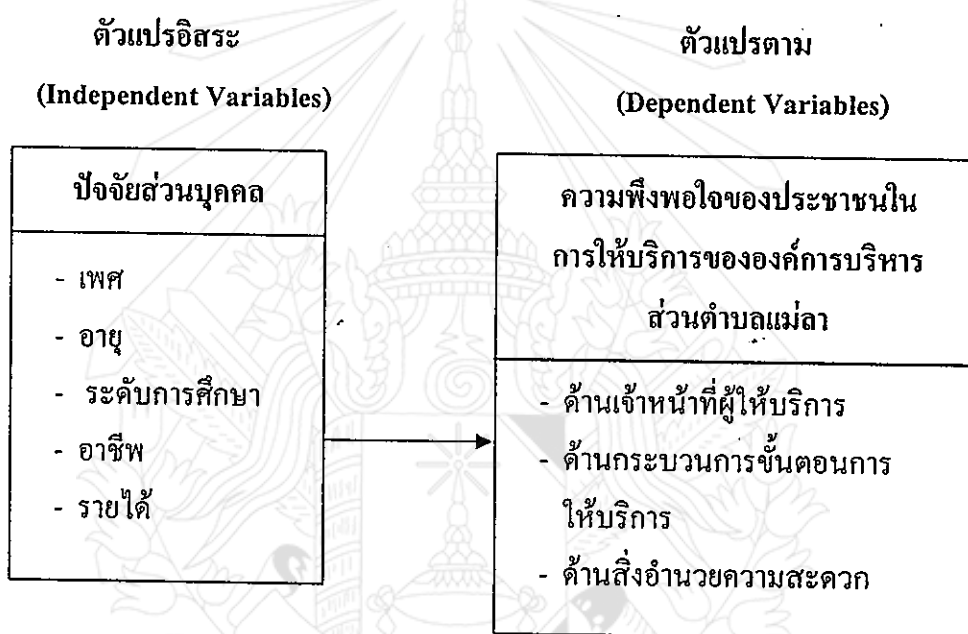 ตัวแปรอิสระ
(Independent Variables)
ปัจจัยส่วนบุคคล
- เพศ
- อายุ
- ระดับการศึกษา
- อาชีพ
- รายได้
ตัวแปรตาม
(Dependent Variables)
ความพึงพอใจของประชาชนใน
การให้บริการขององค์การบริหาร
ส่วนตำบลแม่ลา
- ด้านเจ้าหน้าที่ผู้ให้บริการ
- ด้านกระบวนการขั้นตอนการ
ให้บริการ
- ด้านสิ่งอำนวยความสะดวก